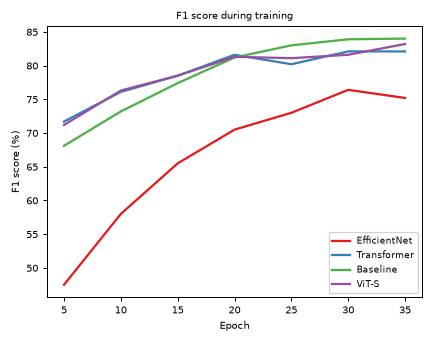 F1 score during training
F1 score (%)
85
80
75
70
65
60
55
50
5 10 15 20 25 30 35
Epoch
EfficientNet
Transformer
Baseline
ViT-S